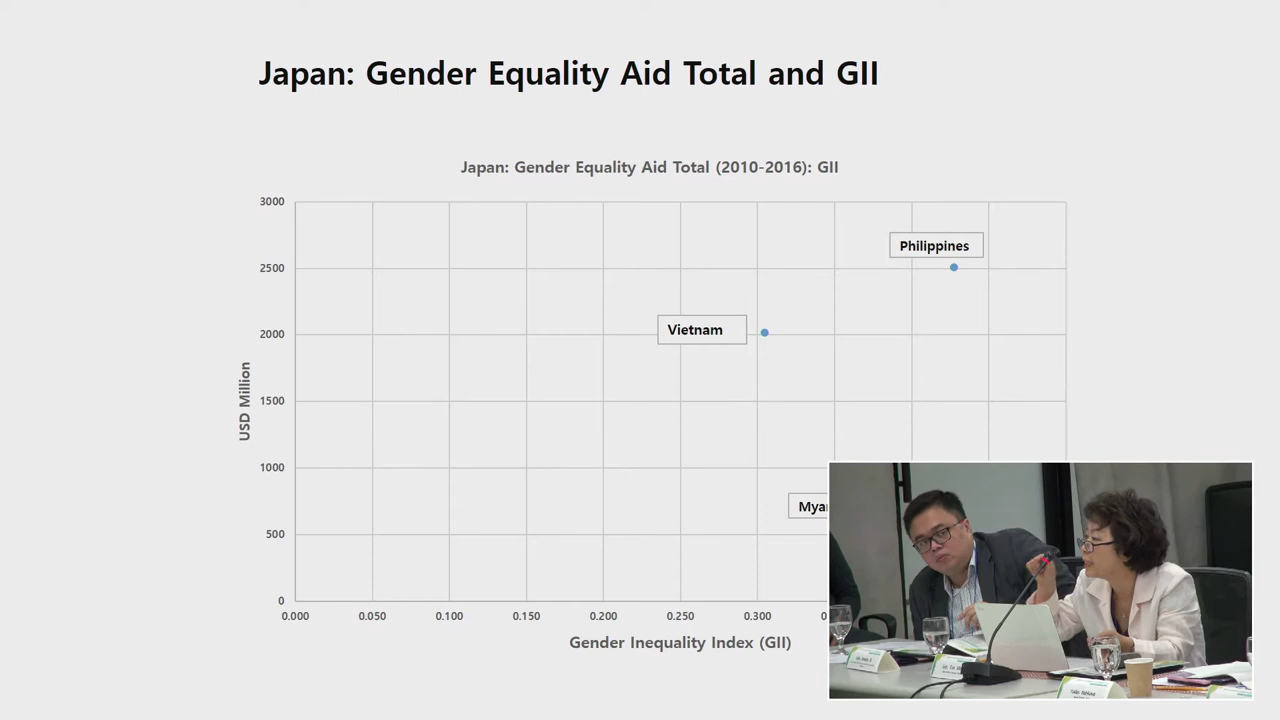 Japan: Gender Equality Aid Total and GII
Japan: Gender Equality Aid Total (2010-2016): GII
3000
2500
2000
1500
1000
500
0
USD Million
Philippines
Vietnam
0.000 0.050 0.100 0.150 0.200 0.250 0.300
Gender Inequality Index (GII)